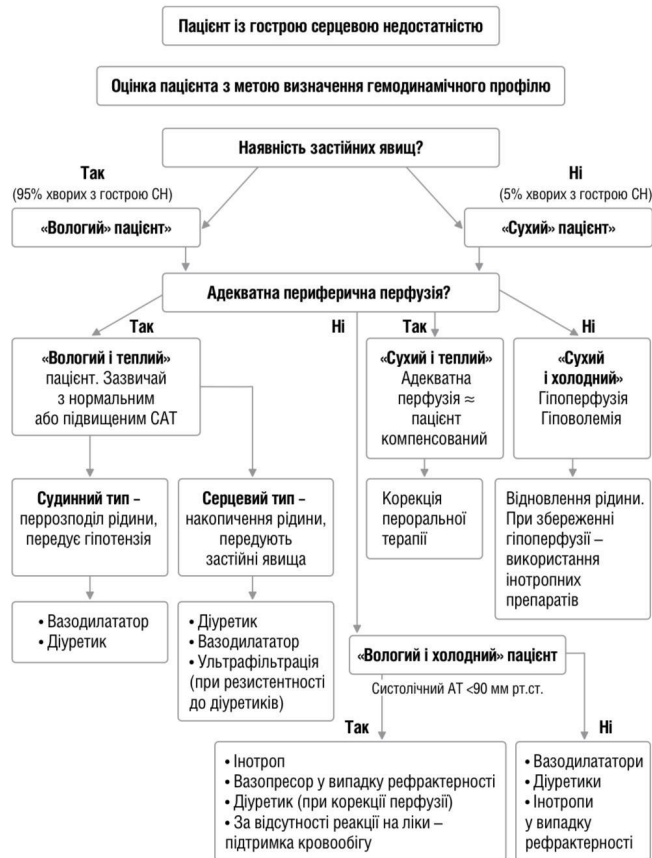 Пацієнт із гострою серцевою недостатністю
Оцінка пацієнта з метою визначення гемодинамічного профілю
Наявність застійних явищ?
Так
(95% хворих з гострою СН)
Ні
(5% хворих з гострою СН)
«Вологий» пацієнт»
«Сухий» пацієнт»
Адекватна периферична перфузія?
Так
Ні
Так
Ні
«Вологий і теплий»
пацієнт. Зазвичай
з нормальним
або підвищеним САТ
«Сухий і теплий»
Адекватна
перфузія ≈
пацієнт
компенсований
«Сухий
і холодний»
Гіпоперфузія
Гіповолемія
Судинний тип –
перрозподіл рідини,
передує гіпотензія
Серцевий тип –
накопичення рідини,
передують
застійні явища
Корекція
пероральної
терапії
Відновлення рідини.
При збереженні
гіпоперфузії –
використання
інотропних
препаратів
• Вазодилататор
• Діуретик
• Діуретик
• Вазодилататор
• Ультрафільтрація
(при резистентності
до діуретиків)
«Вологий і холодний» пацієнт
Систолічний АТ <90 мм рт.ст.
Так
Ні
• Інотроп
• Вазопресор у випадку рефрактерності
• Діуретик (при корекції перфузії)
• За відсутності реакції на ліки –
підтримка кровообігу
• Вазодилататори
• Діуретики
• Інотропи
у випадку
рефрактерності